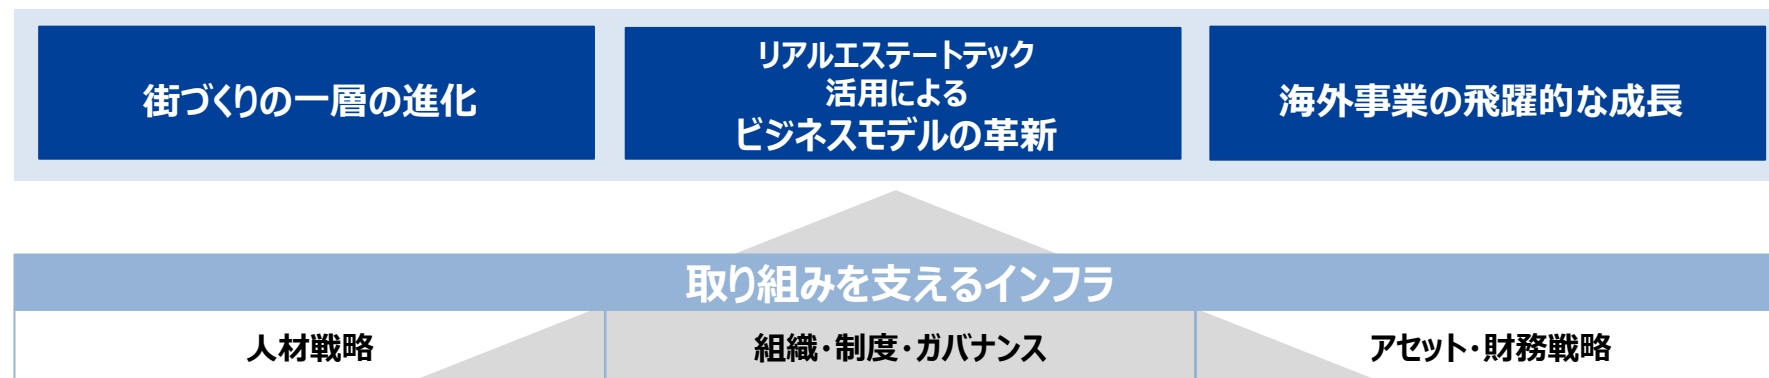 街づくりの一層の進化
リアルエステートテック
活用による
ビジネスモデルの革新
海外事業の飛躍的な成長
取り組みを支えるインフラ
人材戦略
組織・制度・ガバナンス
アセット・財務戦略